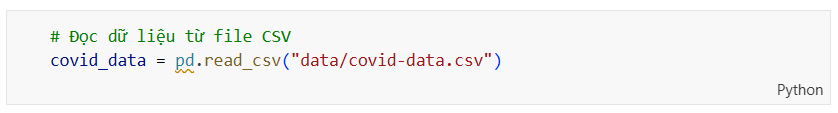 # Đọc dữ liệu từ file CSV
covid_data = pd.read_csv("data/covid-data.csv")
Python